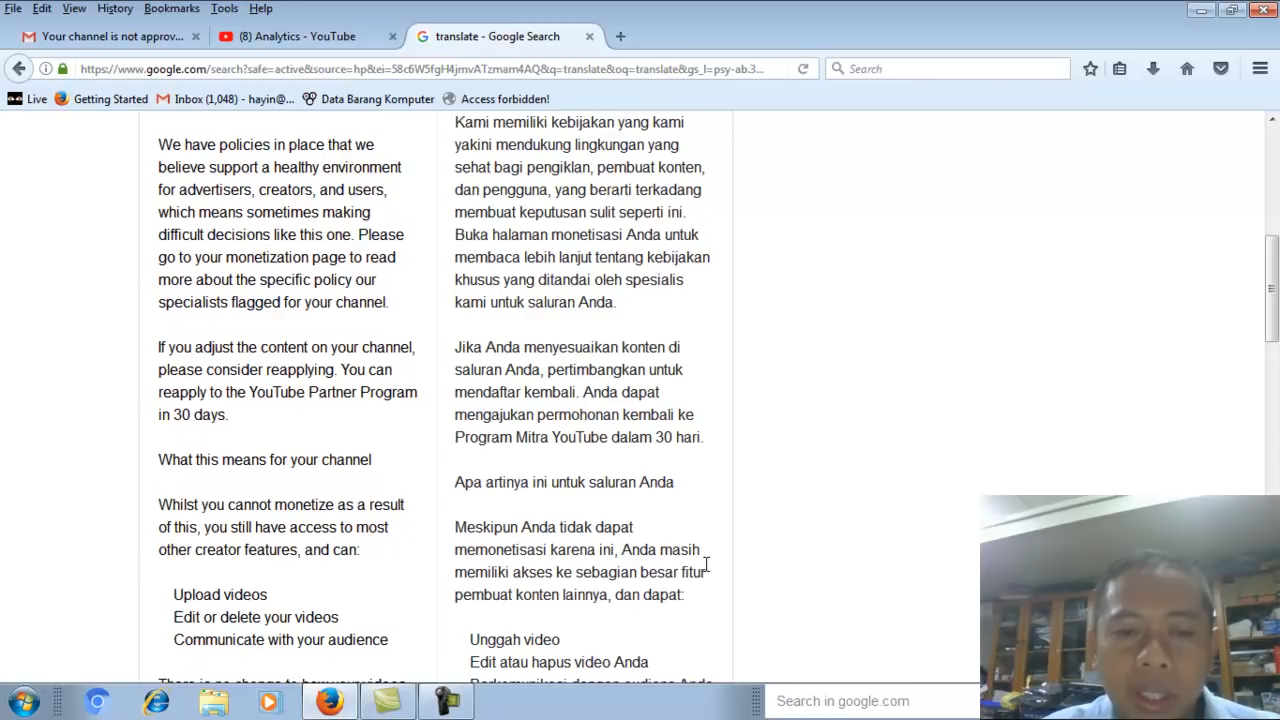 File Edit View History Bookmarks Tools Help
Your channel is not approv...
(8) Analytics - YouTube
translate - Google Search
https://www.google.com/search?safe=active&source=hp&ei=58c6W5fgH4jmvATzmam4AQ&q=translate&oq=translate&gs_l=psy-ab.3...
Search
Live
Getting Started
Inbox (1,048) - hayin@...
Data Barang Komputer
Access forbidden!
We have policies in place that we
believe support a healthy environment
for advertisers, creators, and users,
which means sometimes making
difficult decisions like this one. Please
go to your monetization page to read
more about the specific policy our
specialists flagged for your channel.
If you adjust the content on your channel,
please consider reapplying. You can
reapply to the YouTube Partner Program
in 30 days.
What this means for your channel
Whilst you cannot monetize as a result
of this, you still have access to most
other creator features, and can:
Upload videos
Edit or delete your videos
Communicate with your audience
There is no change to how your videos
Kami memiliki kebijakan yang kami
yakini mendukung lingkungan yang
sehat bagi pengiklan, pembuat konten,
dan pengguna, yang berarti terkadang
membuat keputusan sulit seperti ini.
Buka halaman monetisasi Anda untuk
membaca lebih lanjut tentang kebijakan
khusus yang ditandai oleh spesialis
kami untuk saluran Anda.
Jika Anda menyesuaikan konten di
saluran Anda, pertimbangkan untuk
mendaftar kembali. Anda dapat
mengajukan permohonan kembali ke
Program Mitra YouTube dalam 30 hari.
Apa artinya ini untuk saluran Anda
Meskipun Anda tidak dapat
memonetisasi karena ini, Anda masih
memiliki akses ke sebagian besar fitur
pembuat konten lainnya, dan dapat:
Unggah video
Edit atau hapus video Anda
Berkomunikasi dengan audiens Anda
Search in google.com